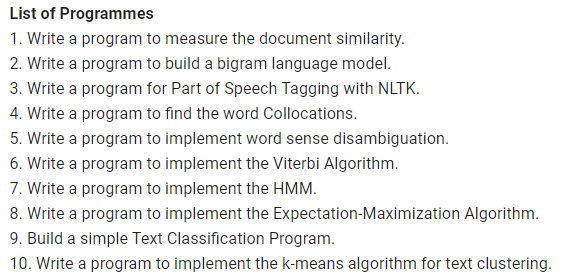 List of Programmes
1. Write a program to measure the document similarity.
2. Write a program to build a bigram language model.
3. Write a program for Part of Speech Tagging with NLTK.
4. Write a program to find the word Collocations.
5. Write a program to implement word sense disambiguation.
6. Write a program to implement the Viterbi Algorithm.
7. Write a program to implement the HMM.
8. Write a program to implement the Expectation-Maximization Algorithm.
9. Build a simple Text Classification Program.
10. Write a program to implement the k-means algorithm for text clustering.